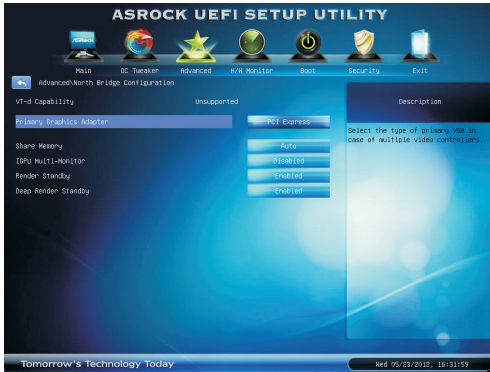 ASROCK UEFI SETUP UTILITY
ASRock
Main OC Tweaker Advanced H/W Monitor Boot Security Exit
Advanced\North Bridge Configuration
VT-d Capability Unsupported
Description
Primary Graphics Adapter PCI Express
Select the type of primary VGA in
case of multiple video controllers.
Share Memory Auto
IGPU Multi-Monitor Disabled
Render Standby Enabled
Deep Render Standby Enabled
Tomorrow's Technology Today
Wed 05/23/2012, 16:31:59